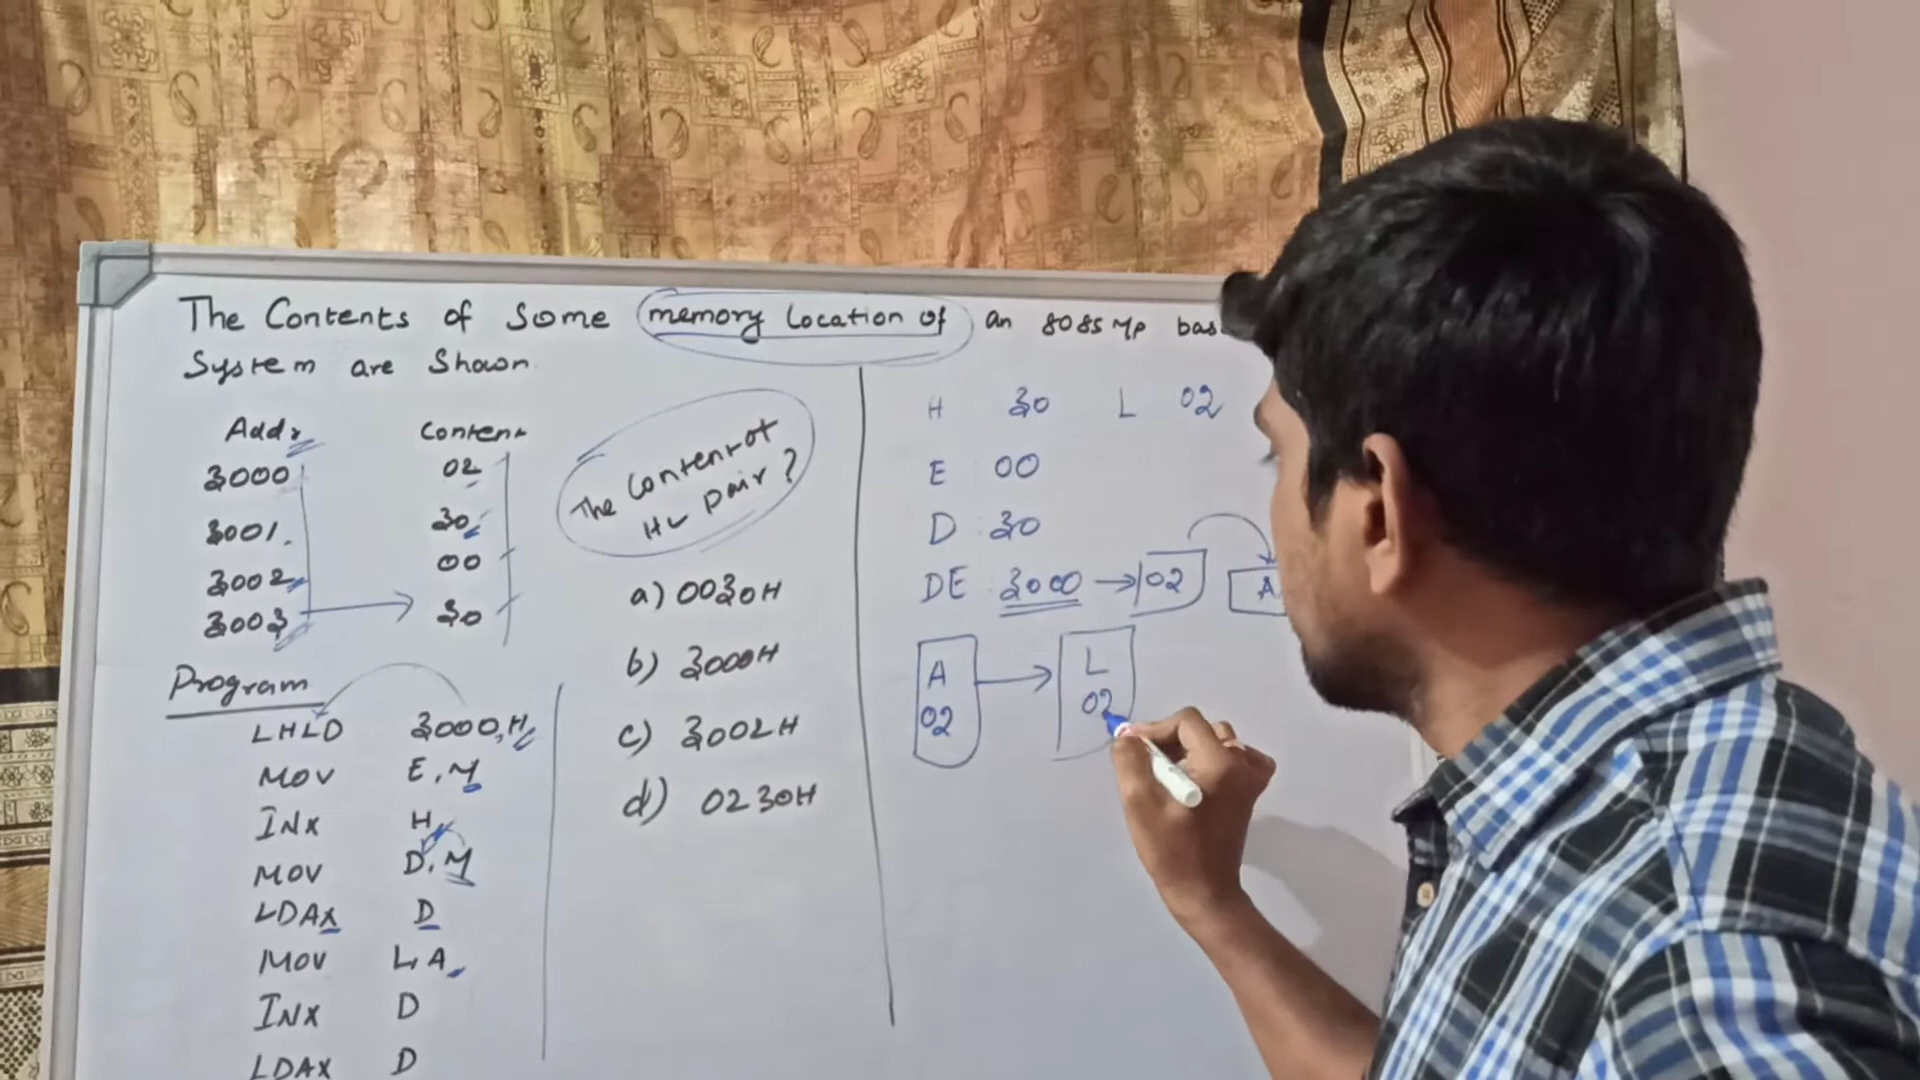 The Contents of Some memory Location of an 8085 μp bas
System are Shown.
Addr Content
3000 02
3001. 30
3002 00
3003 30
The Content of
HL pair?
a) 0030H
b) 3000H
c) 3002H
d) 0230H
Program
LHLD 3000,H
MOV E,M
INX H
MOV D,M
LDAX D
MOV L,A
INX D
LDAX D
H 30 L 02
E 00
D 30
DE 3000 → 02 A
A → L
02 02